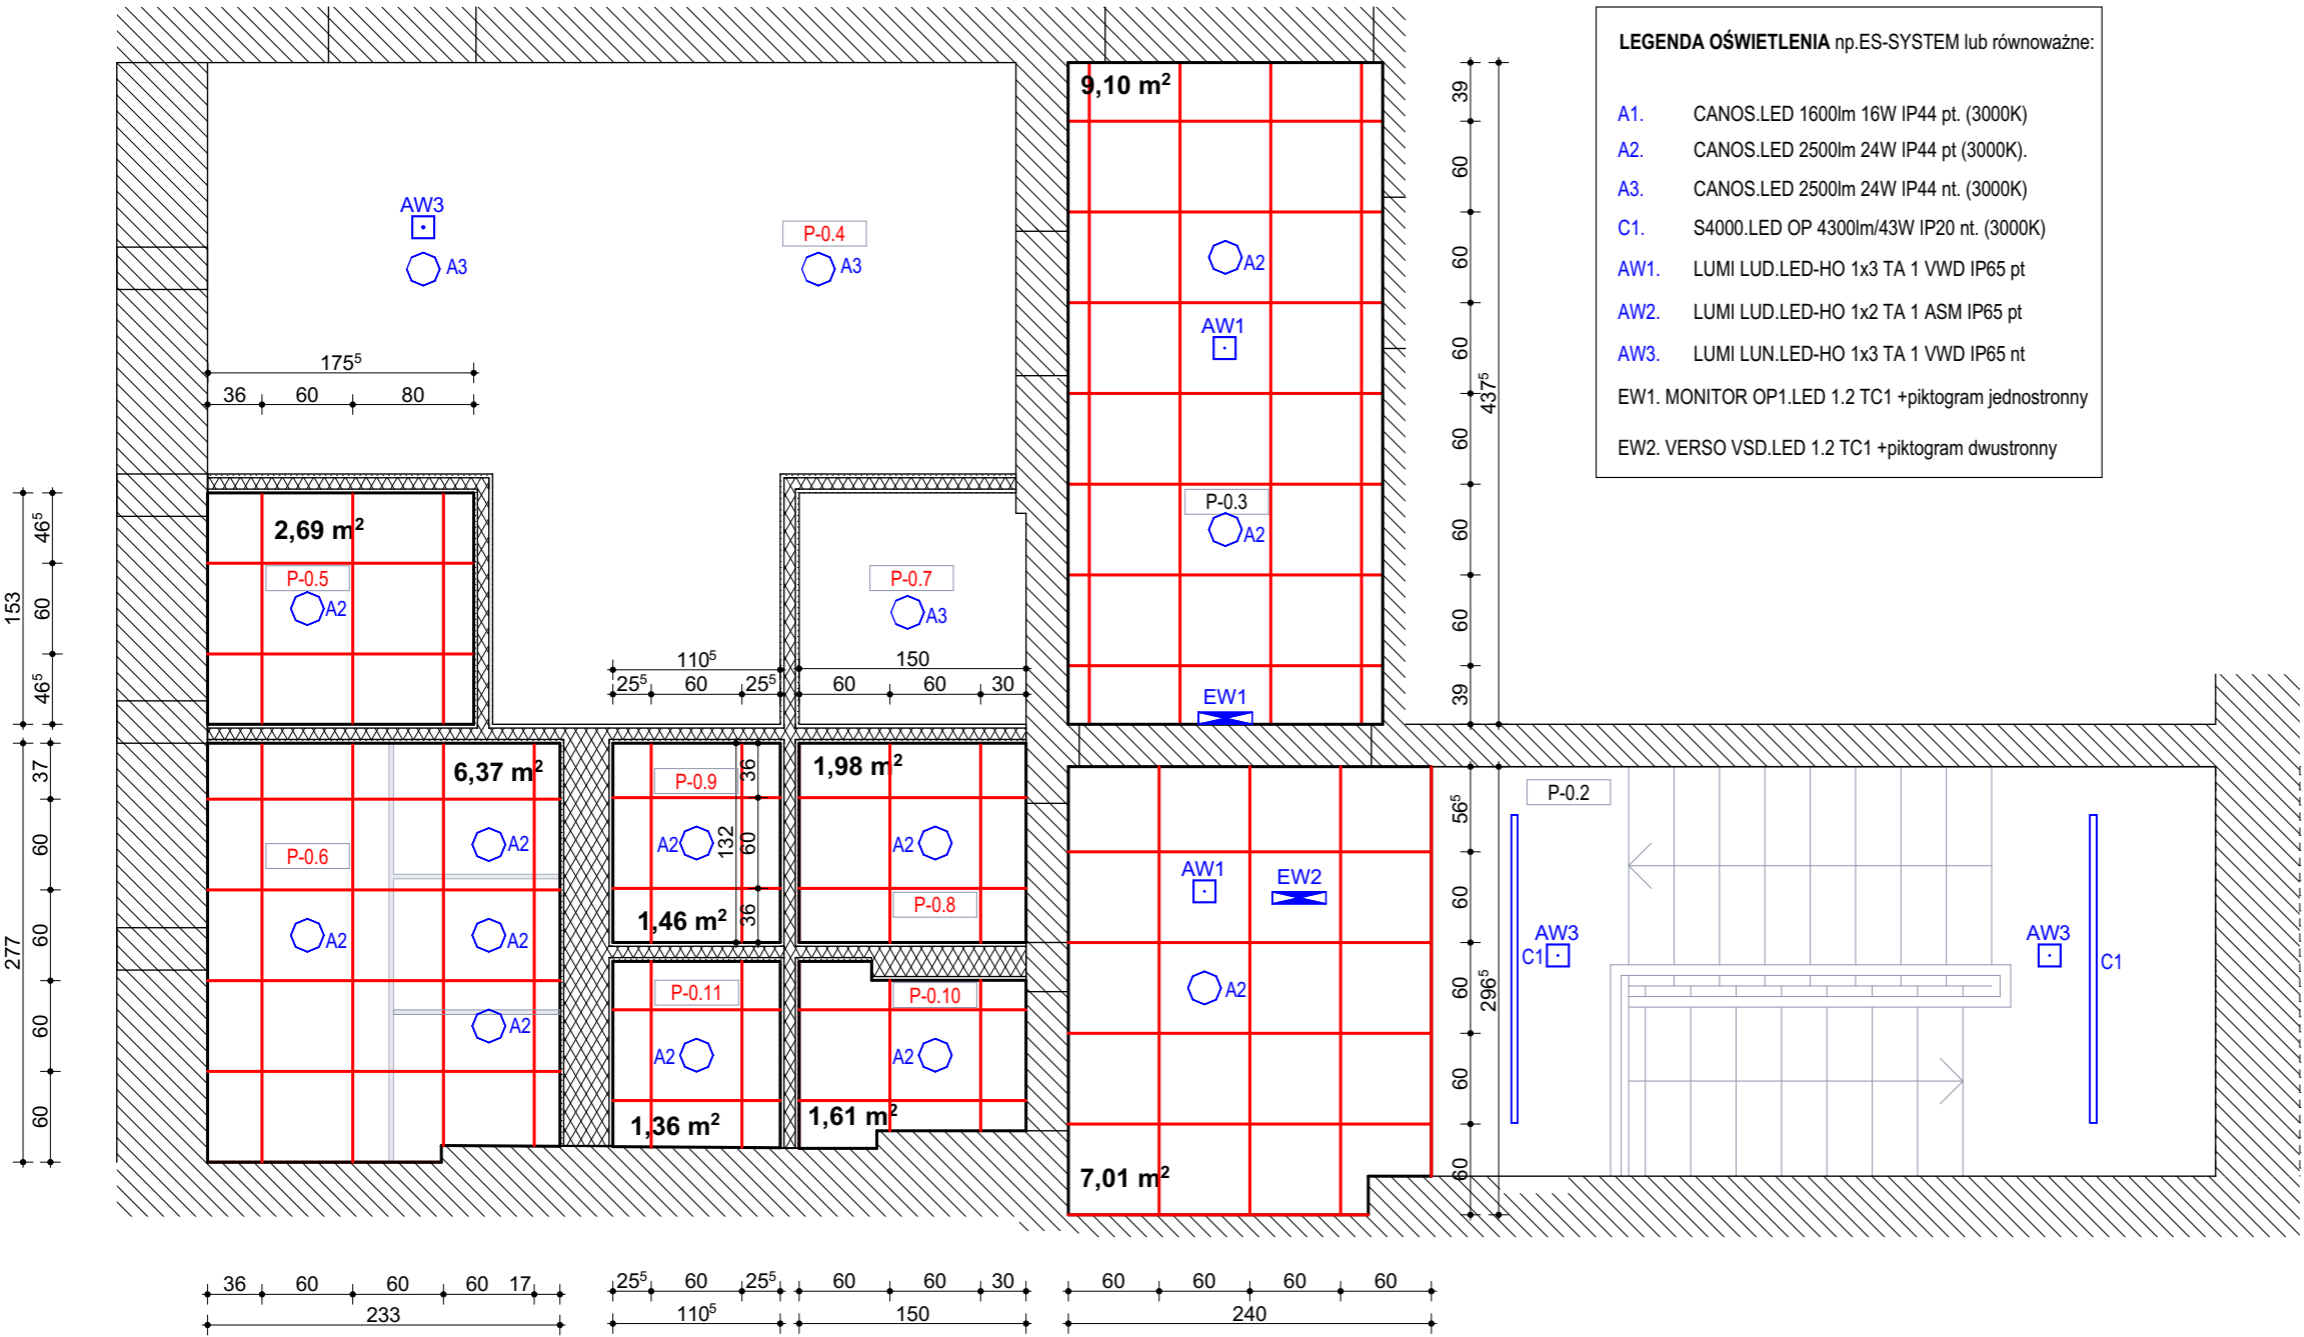 LEGENDA OŚWIETLENIA np.ES-SYSTEM lub równoważne:
A1. CANOS.LED 1600lm 16W IP44 pt. (3000K)
A2. CANOS.LED 2500lm 24W IP44 pt (3000K).
A3. CANOS.LED 2500lm 24W IP44 nt. (3000K)
C1. S4000.LED OP 4300lm/43W IP20 nt. (3000K)
AW1. LUMI LUD.LED-HO 1x3 TA 1 VWD IP65 pt
AW2. LUMI LUD.LED-HO 1x2 TA 1 ASM IP65 pt
AW3. LUMI LUN.LED-HO 1x3 TA 1 VWD IP65 nt
EW1. MONITOR OP1.LED 1.2 TC1 +piktogram jednostronny
EW2. VERSO VSD.LED 1.2 TC1 +piktogram dwustronny
AW3
A3
P-0.4
A3
175⁵
36 60 80
9,10 m²
A2
AW1
P-0.3
A2
EW1
39
60
60
60
60
60
60
39
437⁵
2,69 m²
P-0.5
A2
46⁵
60
46⁵
153
P-0.7
A3
110⁵
25⁵ 60 25⁵
150
60 60 30
6,37 m²
P-0.6
A2
A2
A2
A2
37
60
60
60
60
277
P-0.9
A2
1,46 m²
36
60
36
132
1,98 m²
A2
P-0.8
P-0.11
A2
1,36 m²
P-0.10
A2
1,61 m²
AW1
EW2
A2
7,01 m²
56⁵
60
60
60
60
296⁵
P-0.2
C1
AW3
AW3
C1
36 60 60 60 17
233
25⁵ 60 25⁵
110⁵
60 60 30
150
60 60 60 60
240